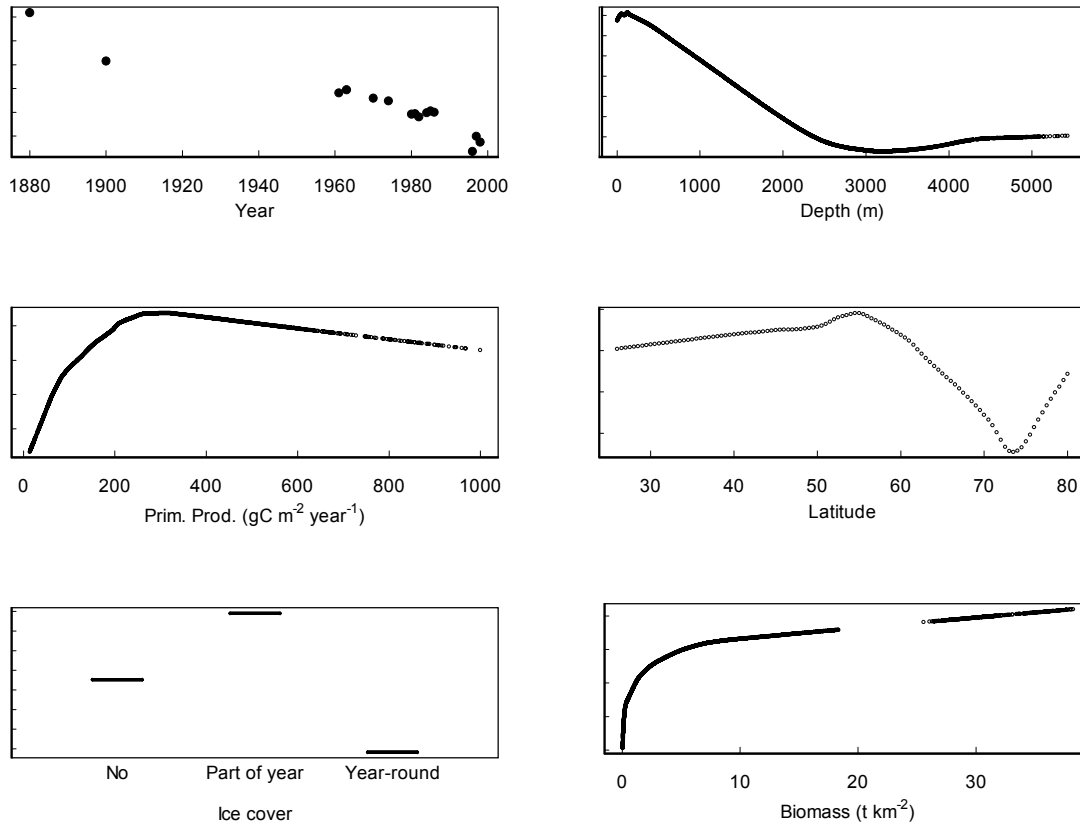 1880 1900 1920 1940 1960 1980 2000
Year
0 1000 2000 3000 4000 5000
Depth (m)
0 200 400 600 800 1000
Prim. Prod. (gC m-2 year-1)
30 40 50 60 70 80
Latitude
No Part of year Year-round
Ice cover
0 10 20 30
Biomass (t km-2)